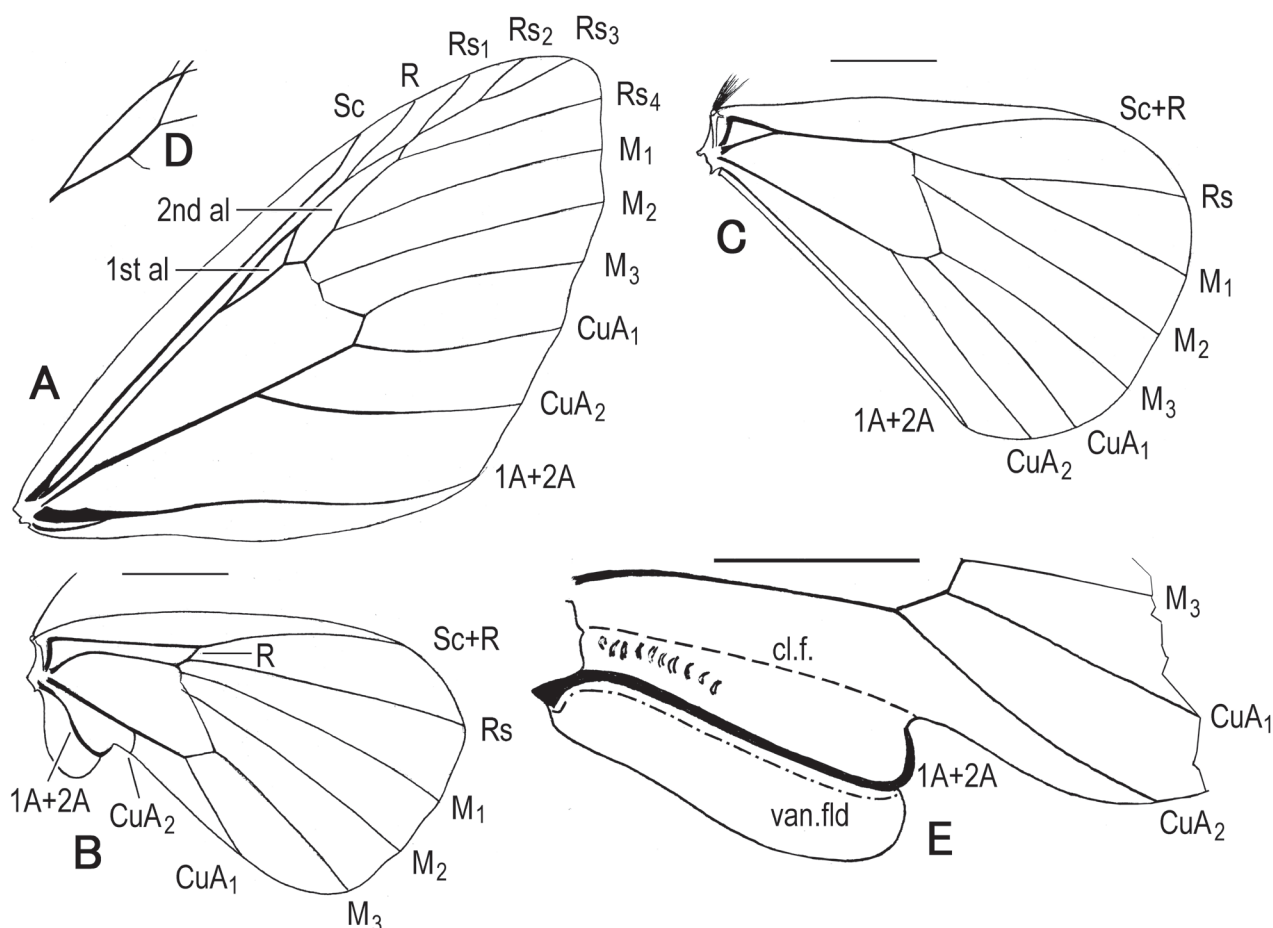 A
Sc
R
Rs1
Rs2
Rs3
Rs4
M1
M2
M3
CuA1
CuA2
1A+2A
2nd al
1st al
D
C
Sc+R
Rs
M1
M2
M3
CuA1
CuA2
1A+2A
B
Sc+R
R
Rs
M1
M2
M3
CuA1
CuA2
1A+2A
E
cl.f.
M3
CuA1
1A+2A
van.fld
CuA2